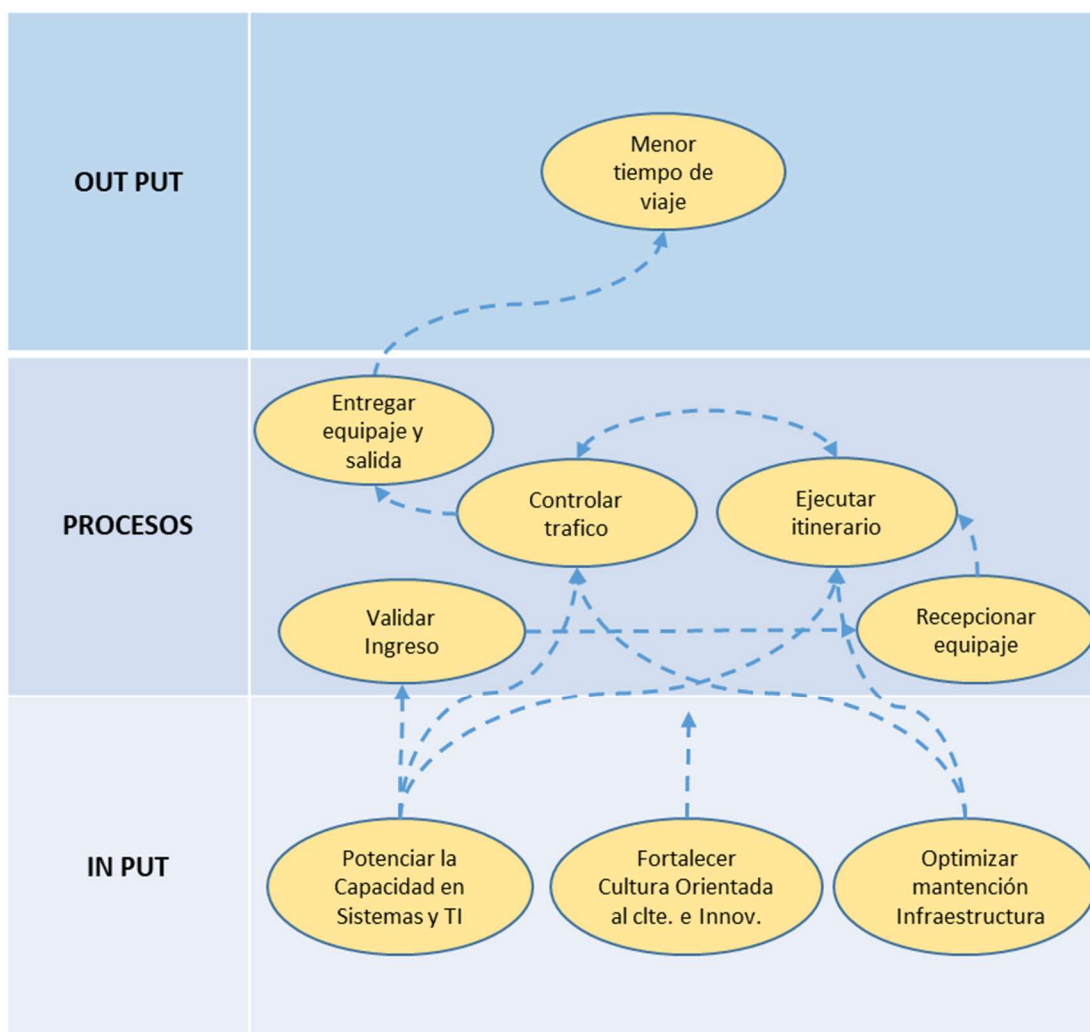 OUT PUT
Menor
tiempo de
viaje
PROCESOS
Entregar
equipaje y
salida
Controlar
trafico
Ejecutar
itinerario
Validar
Ingreso
Recepcionar
equipaje
IN PUT
Potenciar la
Capacidad en
Sistemas y TI
Fortalecer
Cultura Orientada
al clte. e Innov.
Optimizar
mantención
Infraestructura